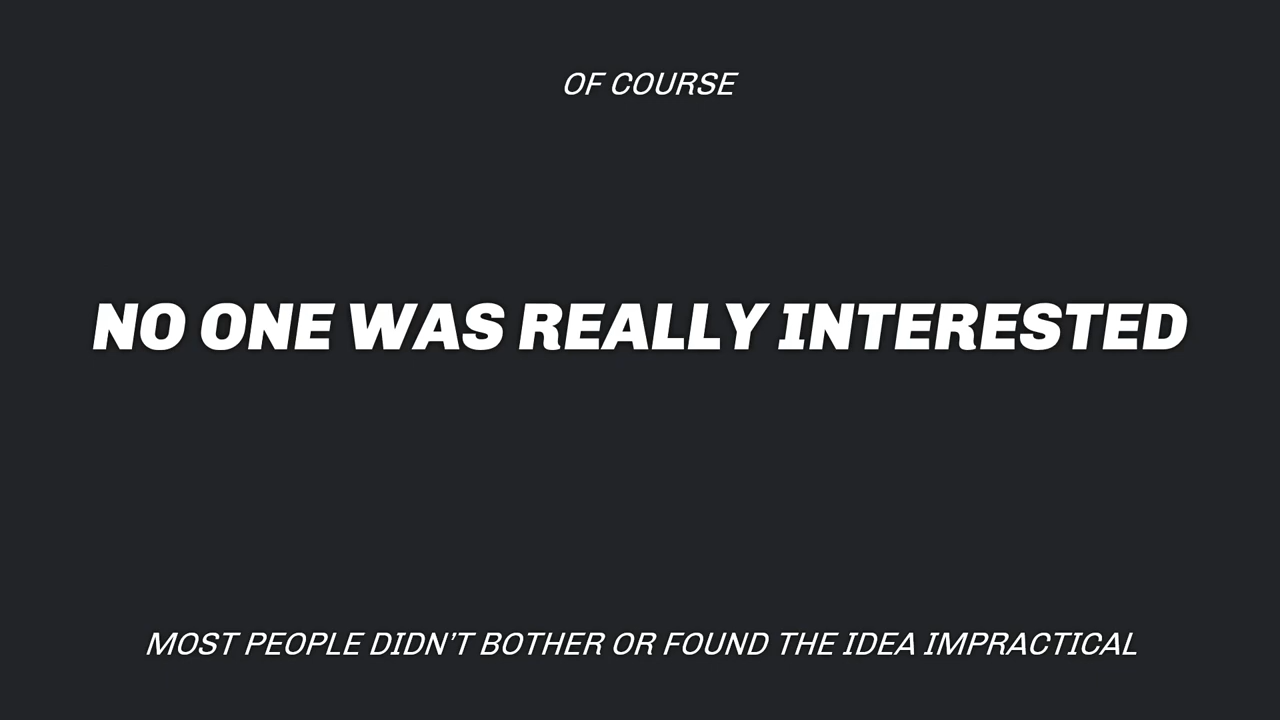 OF COURSE
NO ONE WAS REALLY INTERESTED
MOST PEOPLE DIDN’T BOTHER OR FOUND THE IDEA IMPRACTICAL